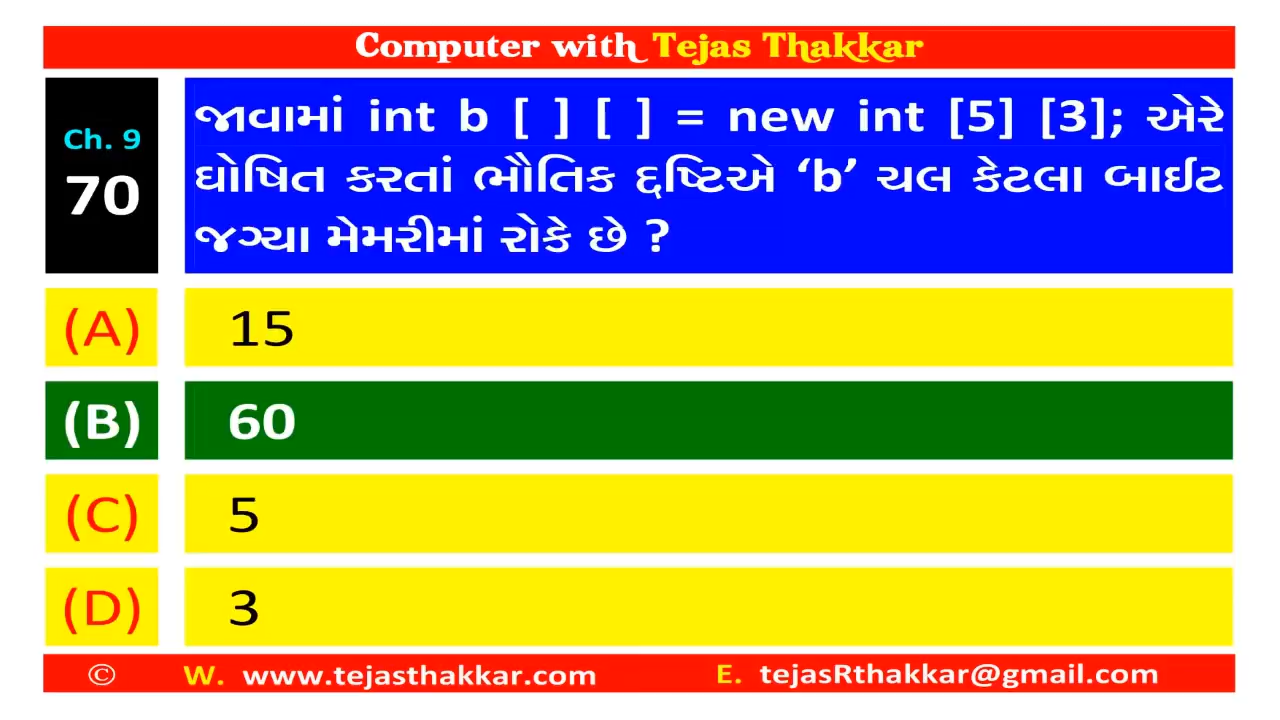 Computer with Tejas Thakkar
Ch. 9
70
જાવામાં int b [ ] [ ] = new int [5] [3]; એરે
ઘોષિત કરતાં ભૌતિક દ્દષ્ટિએ ‘b’ ચલ કેટલા બાઈટ
જગ્યા મેમરીમાં રોકે છે ?
(A) 15
(B) 60
(C) 5
(D) 3
© W. www.tejasthakkar.com E. tejasRthakkar@gmail.com